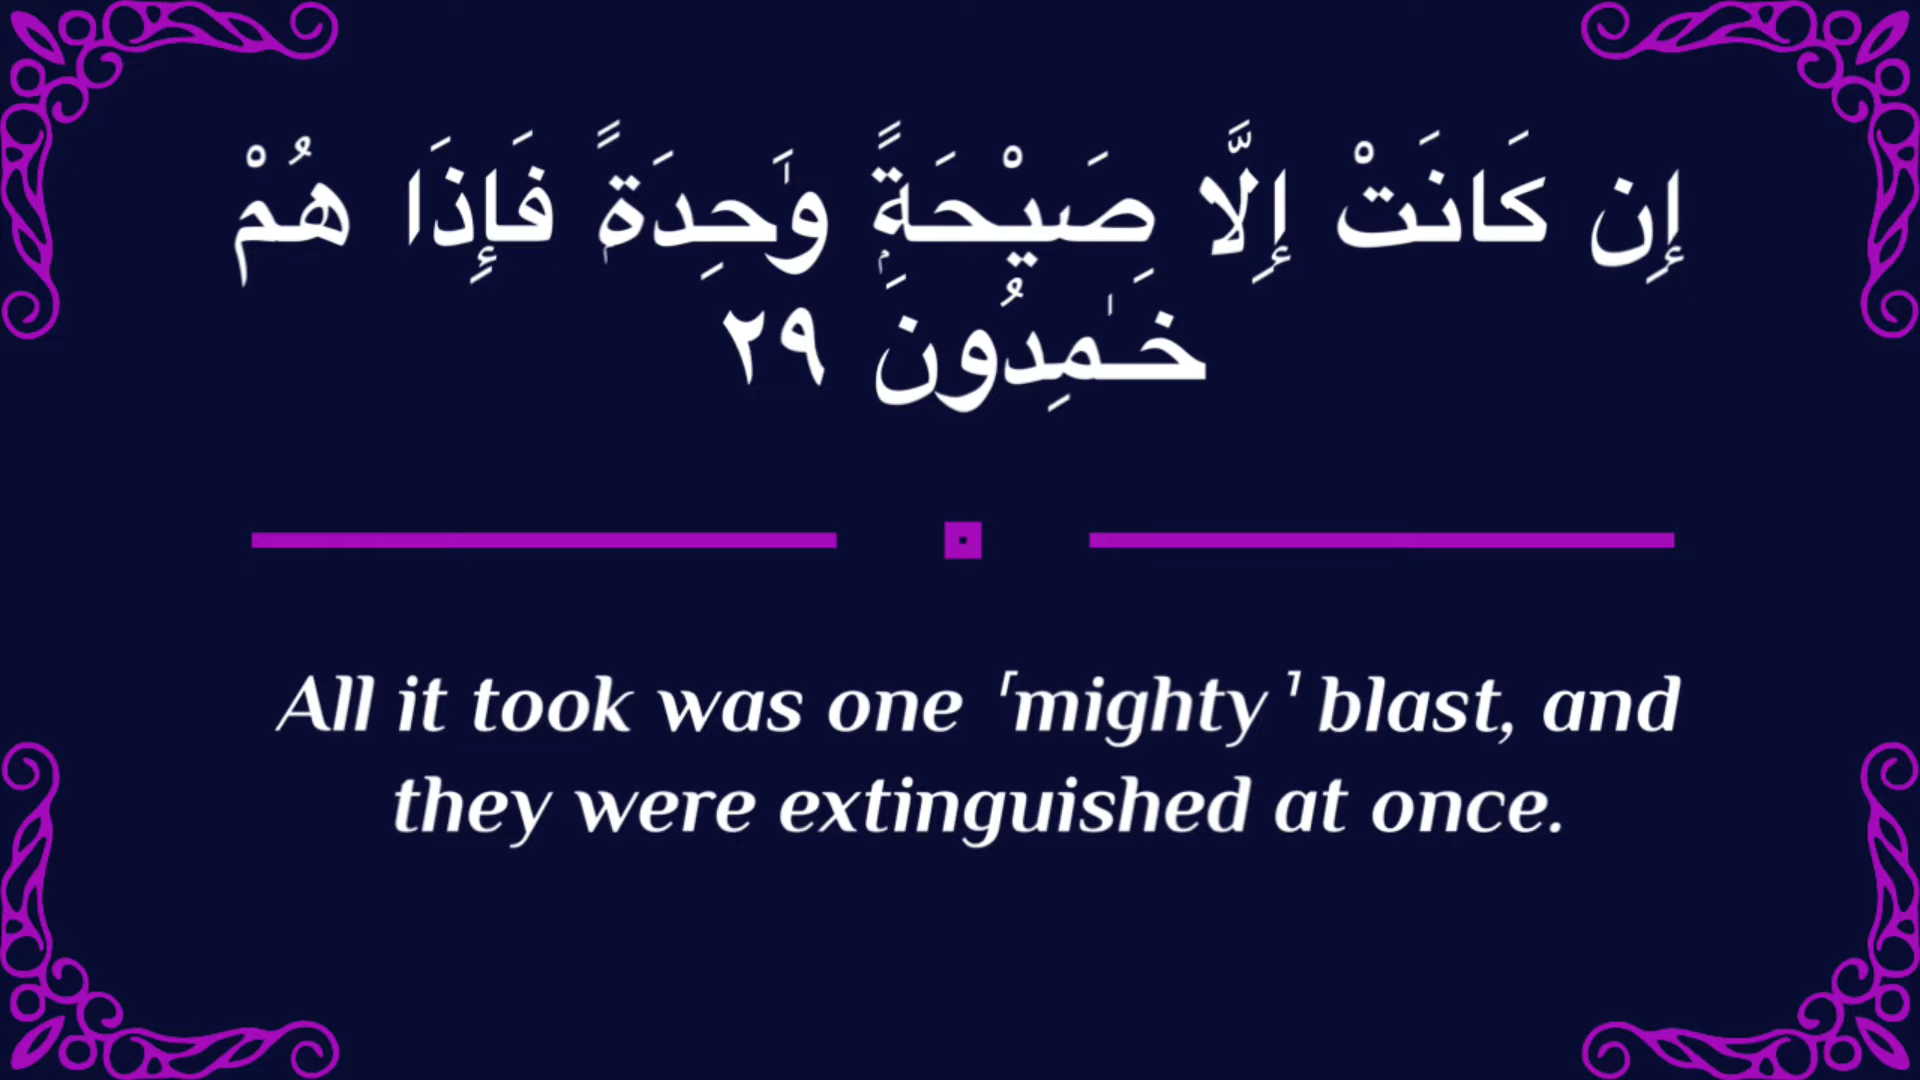 إِن كَانَتْ إِلَّا صَيْحَةًۭ وَٰحِدَةًۭ فَإِذَا هُمْ
خَـٰمِدُونَ ٢٩
All it took was one ˹mighty˺ blast, and
they were extinguished at once.